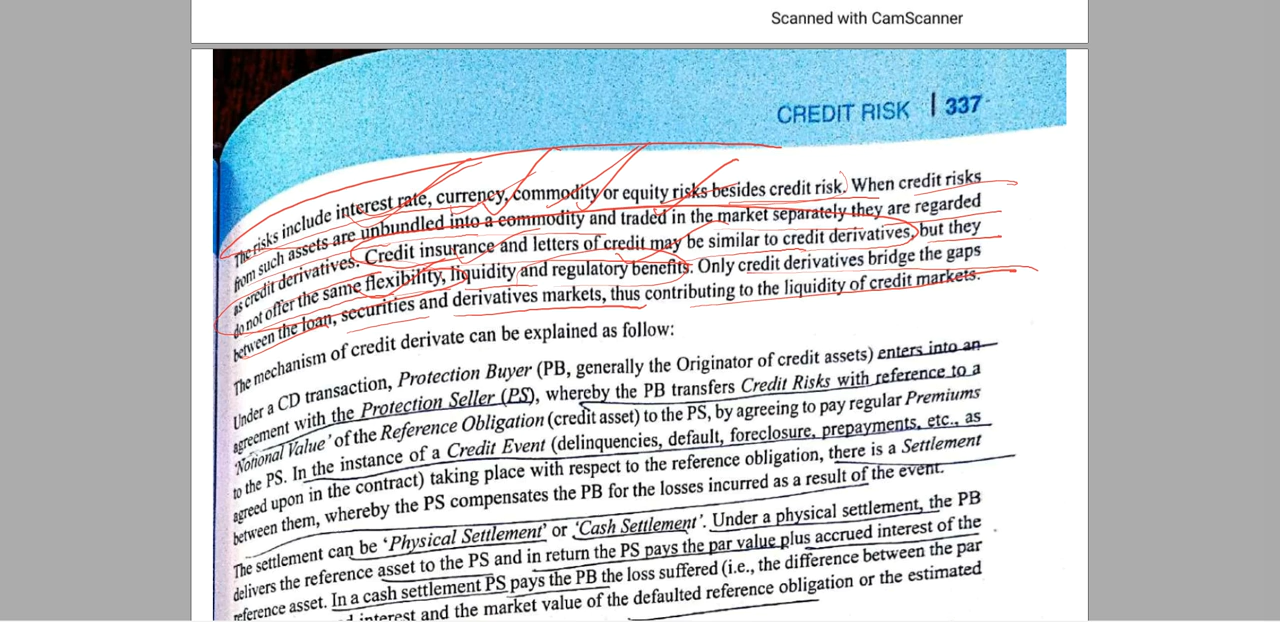 Scanned with CamScanner
CREDIT RISK | 337
The risks include interest rate, currency, commodity or equity risks besides credit risk. When credit risks
from such assets are unbundled into a commodity and traded in the market separately they are regarded
as credit derivatives. Credit insurance and letters of credit may be similar to credit derivatives, but they
do not offer the same flexibility, liquidity and regulatory benefits. Only credit derivatives bridge the gaps
between the loan, securities and derivatives markets, thus contributing to the liquidity of credit markets.
The mechanism of credit derivate can be explained as follow:
Under a CD transaction, Protection Buyer (PB, generally the Originator of credit assets) enters into an
agreement with the Protection Seller (PS), whereby the PB transfers Credit Risks with reference to a
'Notional Value' of the Reference Obligation (credit asset) to the PS, by agreeing to pay regular Premiums
to the PS. In the instance of a Credit Event (delinquencies, default, foreclosure, prepayments, etc., as
agreed upon in the contract) taking place with respect to the reference obligation, there is a Settlement
between them, whereby the PS compensates the PB for the losses incurred as a result of the event.
The settlement can be 'Physical Settlement' or 'Cash Settlement'. Under a physical settlement, the PB
delivers the reference asset to the PS and in return the PS pays the par value plus accrued interest of the
reference asset. In a cash settlement PS pays the PB the loss suffered (i.e., the difference between the par
interest and the market value of the defaulted reference obligation or the estimated